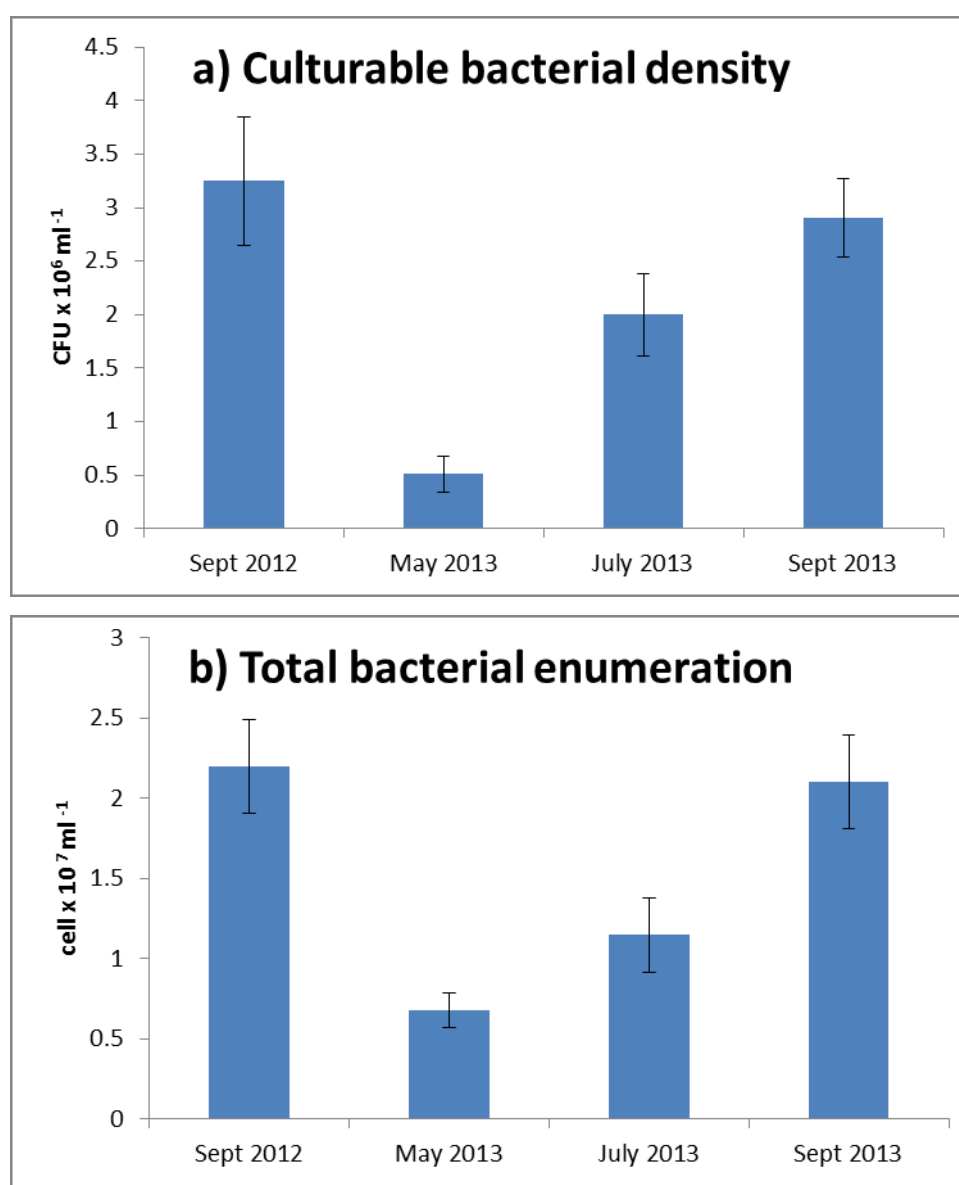 a) Culturable bacterial density
CFU x 10⁶ ml⁻¹
4.5
4
3.5
3
2.5
2
1.5
1
0.5
0
Sept 2012 May 2013 July 2013 Sept 2013
b) Total bacterial enumeration
cell x 10⁷ ml⁻¹
3
2.5
2
1.5
1
0.5
0
Sept 2012 May 2013 July 2013 Sept 2013